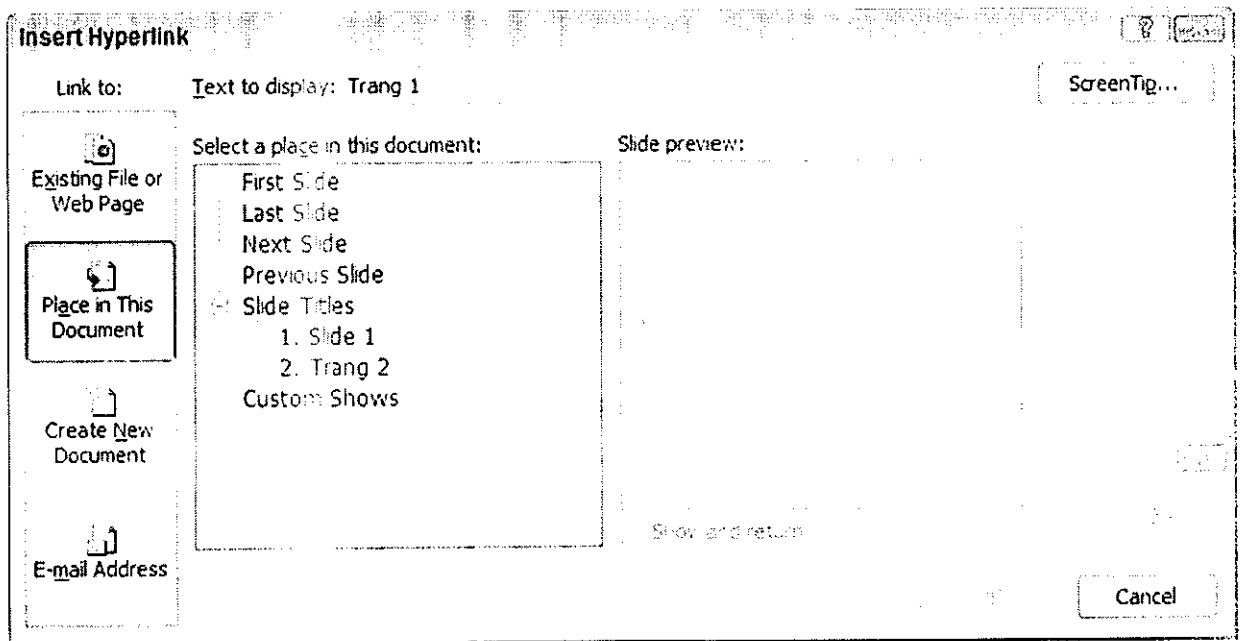 Insert Hyperlink
Link to:
Text to display: Trang 1
ScreenTip...
Existing File or
Web Page
Place in This
Document
Create New
Document
E-mail Address
Select a place in this document:
First Slide
Last Slide
Next Slide
Previous Slide
Slide Titles
1. Slide 1
2. Trang 2
Custom Shows
Slide preview:
Show and return
Cancel